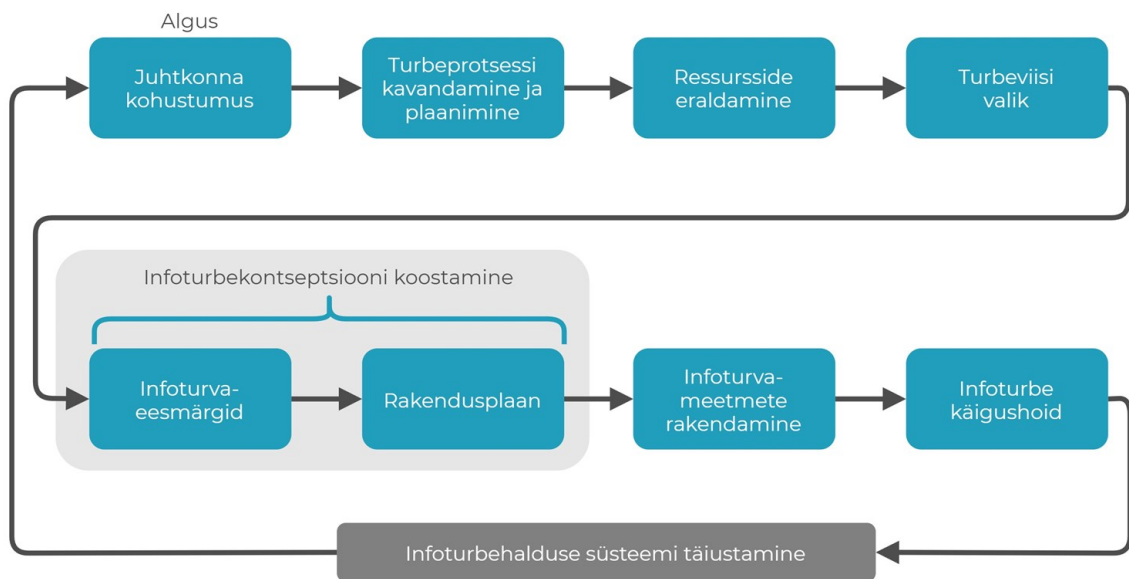 Algus
Juhtkonna
kohustumus
Turbeprotsessi
kavandamine ja
plaanimine
Ressursside
eraldamine
Turbeviisi
valik
Infoturbekontseptsiooni koostamine
Infoturva-
eesmärgid
Rakendusplaan
Infoturva-
meetmete
rakendamine
Infoturbe
käigushoid
Infoturbehalduse süsteemi täiustamine